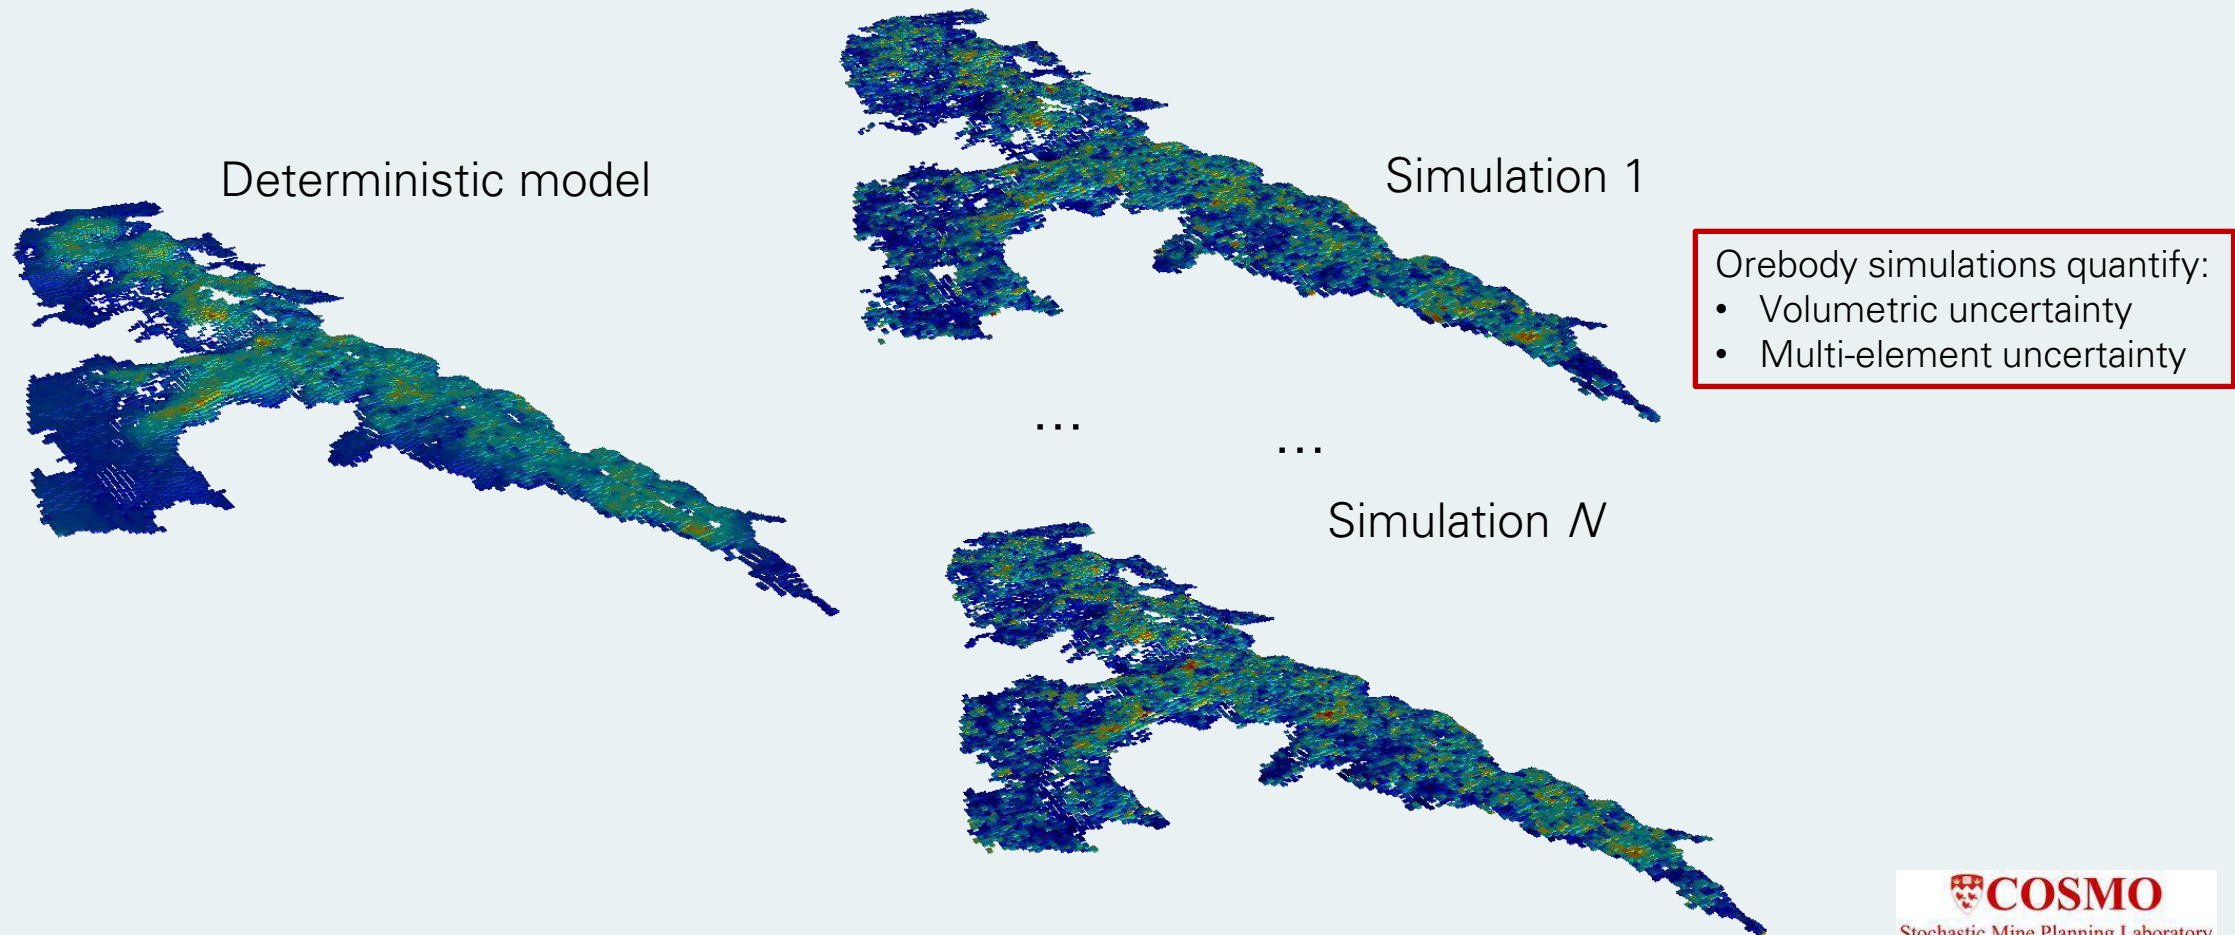 Deterministic model
Simulation 1
Orebody simulations quantify:
• Volumetric uncertainty
• Multi-element uncertainty
...
...
Simulation N
COSMO
Stochastic Mine Planning Laboratory